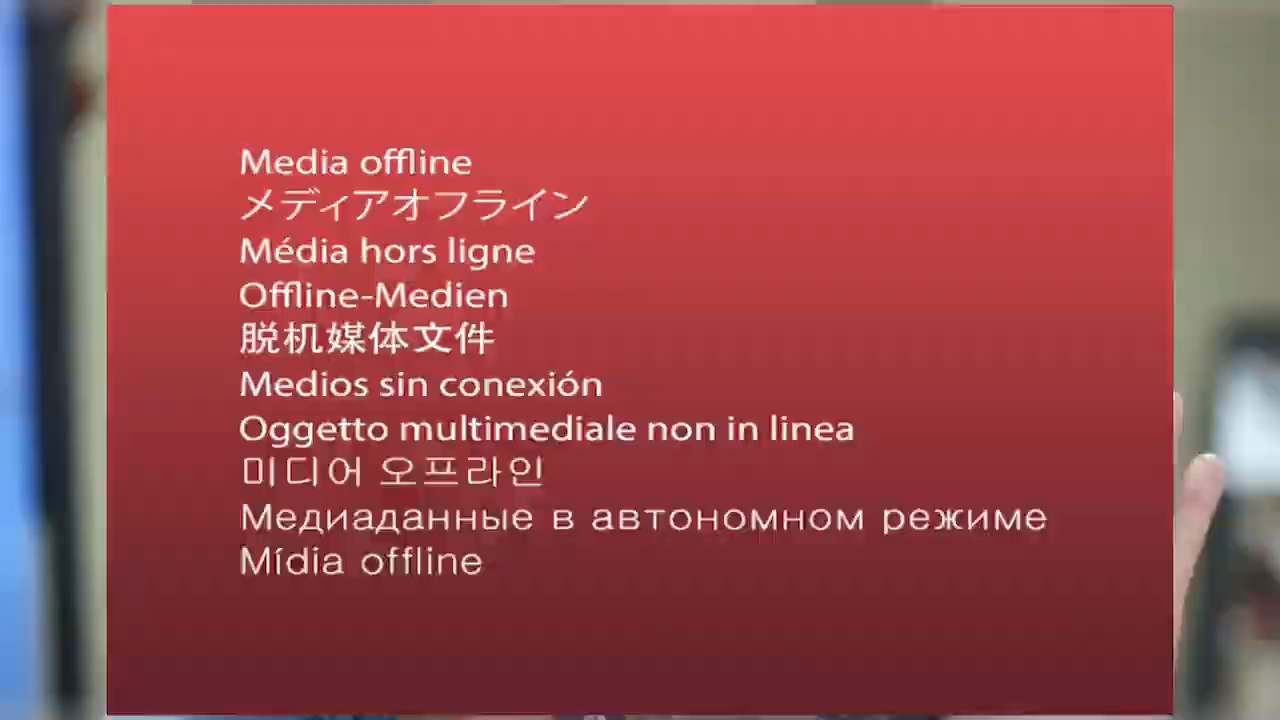 Media offline
メディアオフライン
Média hors ligne
Offline-Medien
脱机媒体文件
Medios sin conexión
Oggetto multimediale non in linea
미디어 오프라인
Медиаданные в автономном режиме
Mídia offline